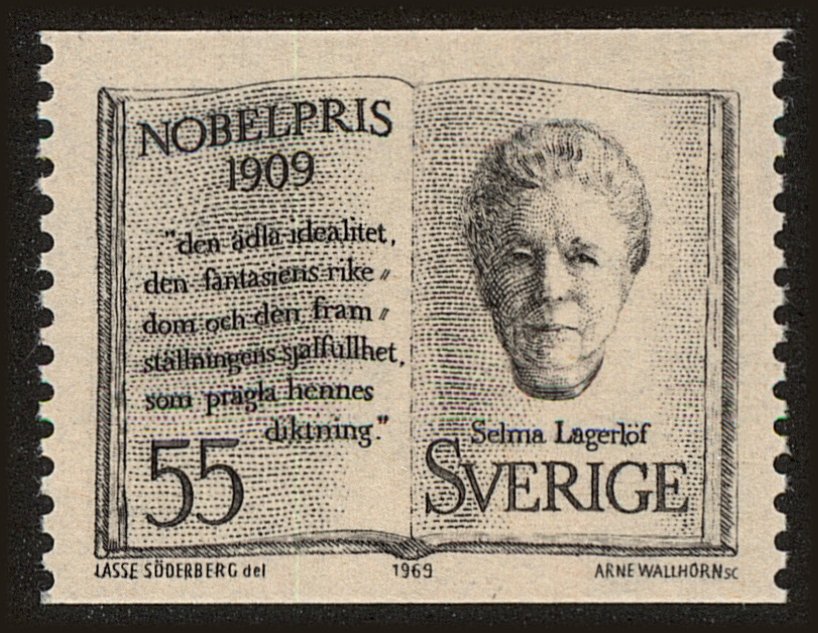 NOBELPRIS
1909
"den ädla idealitet,
den fantasiens rike⸗
dom och den fram⸗
ställningens själfullhet,
som prägla hennes
diktning."
55
Selma Lagerlöf
SVERIGE
LASSE SÖDERBERG del
1969
ARNE WALLHORN SC